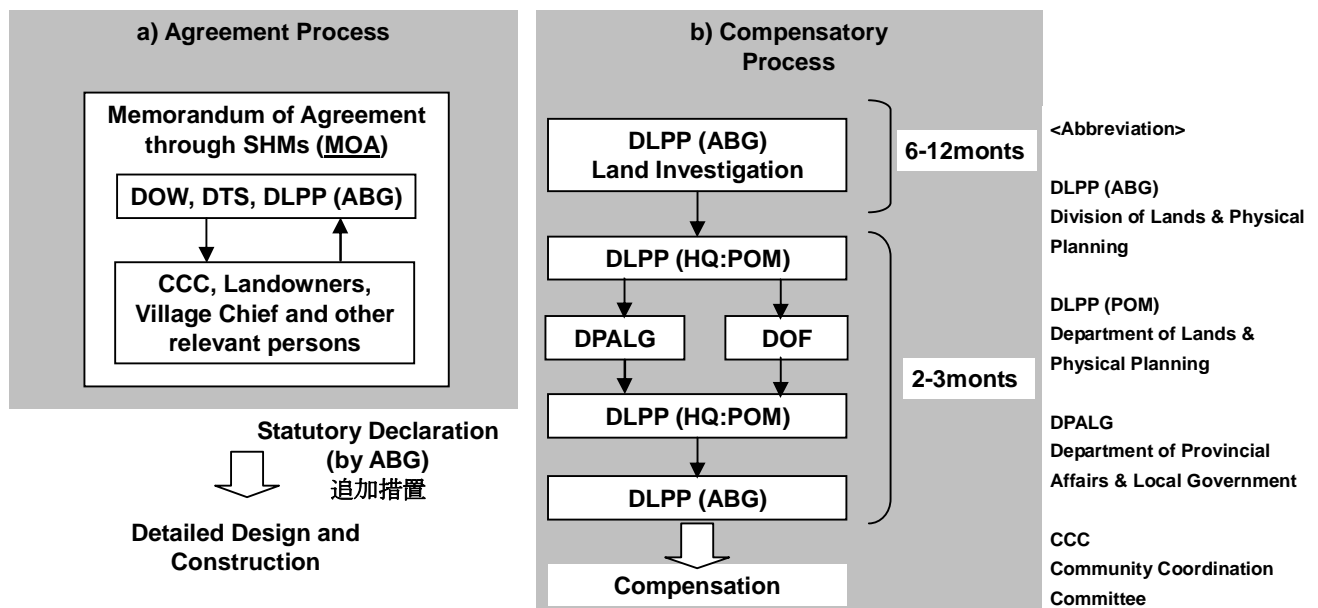 a) Agreement Process
Memorandum of Agreement
through SHMs (MOA)
DOW, DTS, DLPP (ABG)
CCC, Landowners,
Village Chief and other
relevant persons
Statutory Declaration
(by ABG)
追加措置
Detailed Design and
Construction
b) Compensatory
Process
DLPP (ABG)
Land Investigation
6-12monts
DLPP (HQ:POM)
DPALG
DOF
2-3monts
DLPP (HQ:POM)
DLPP (ABG)
Compensation
<Abbreviation>
DLPP (ABG)
Division of Lands & Physical
Planning
DLPP (POM)
Department of Lands &
Physical Planning
DPALG
Department of Provincial
Affairs & Local Government
CCC
Community Coordination
Committee